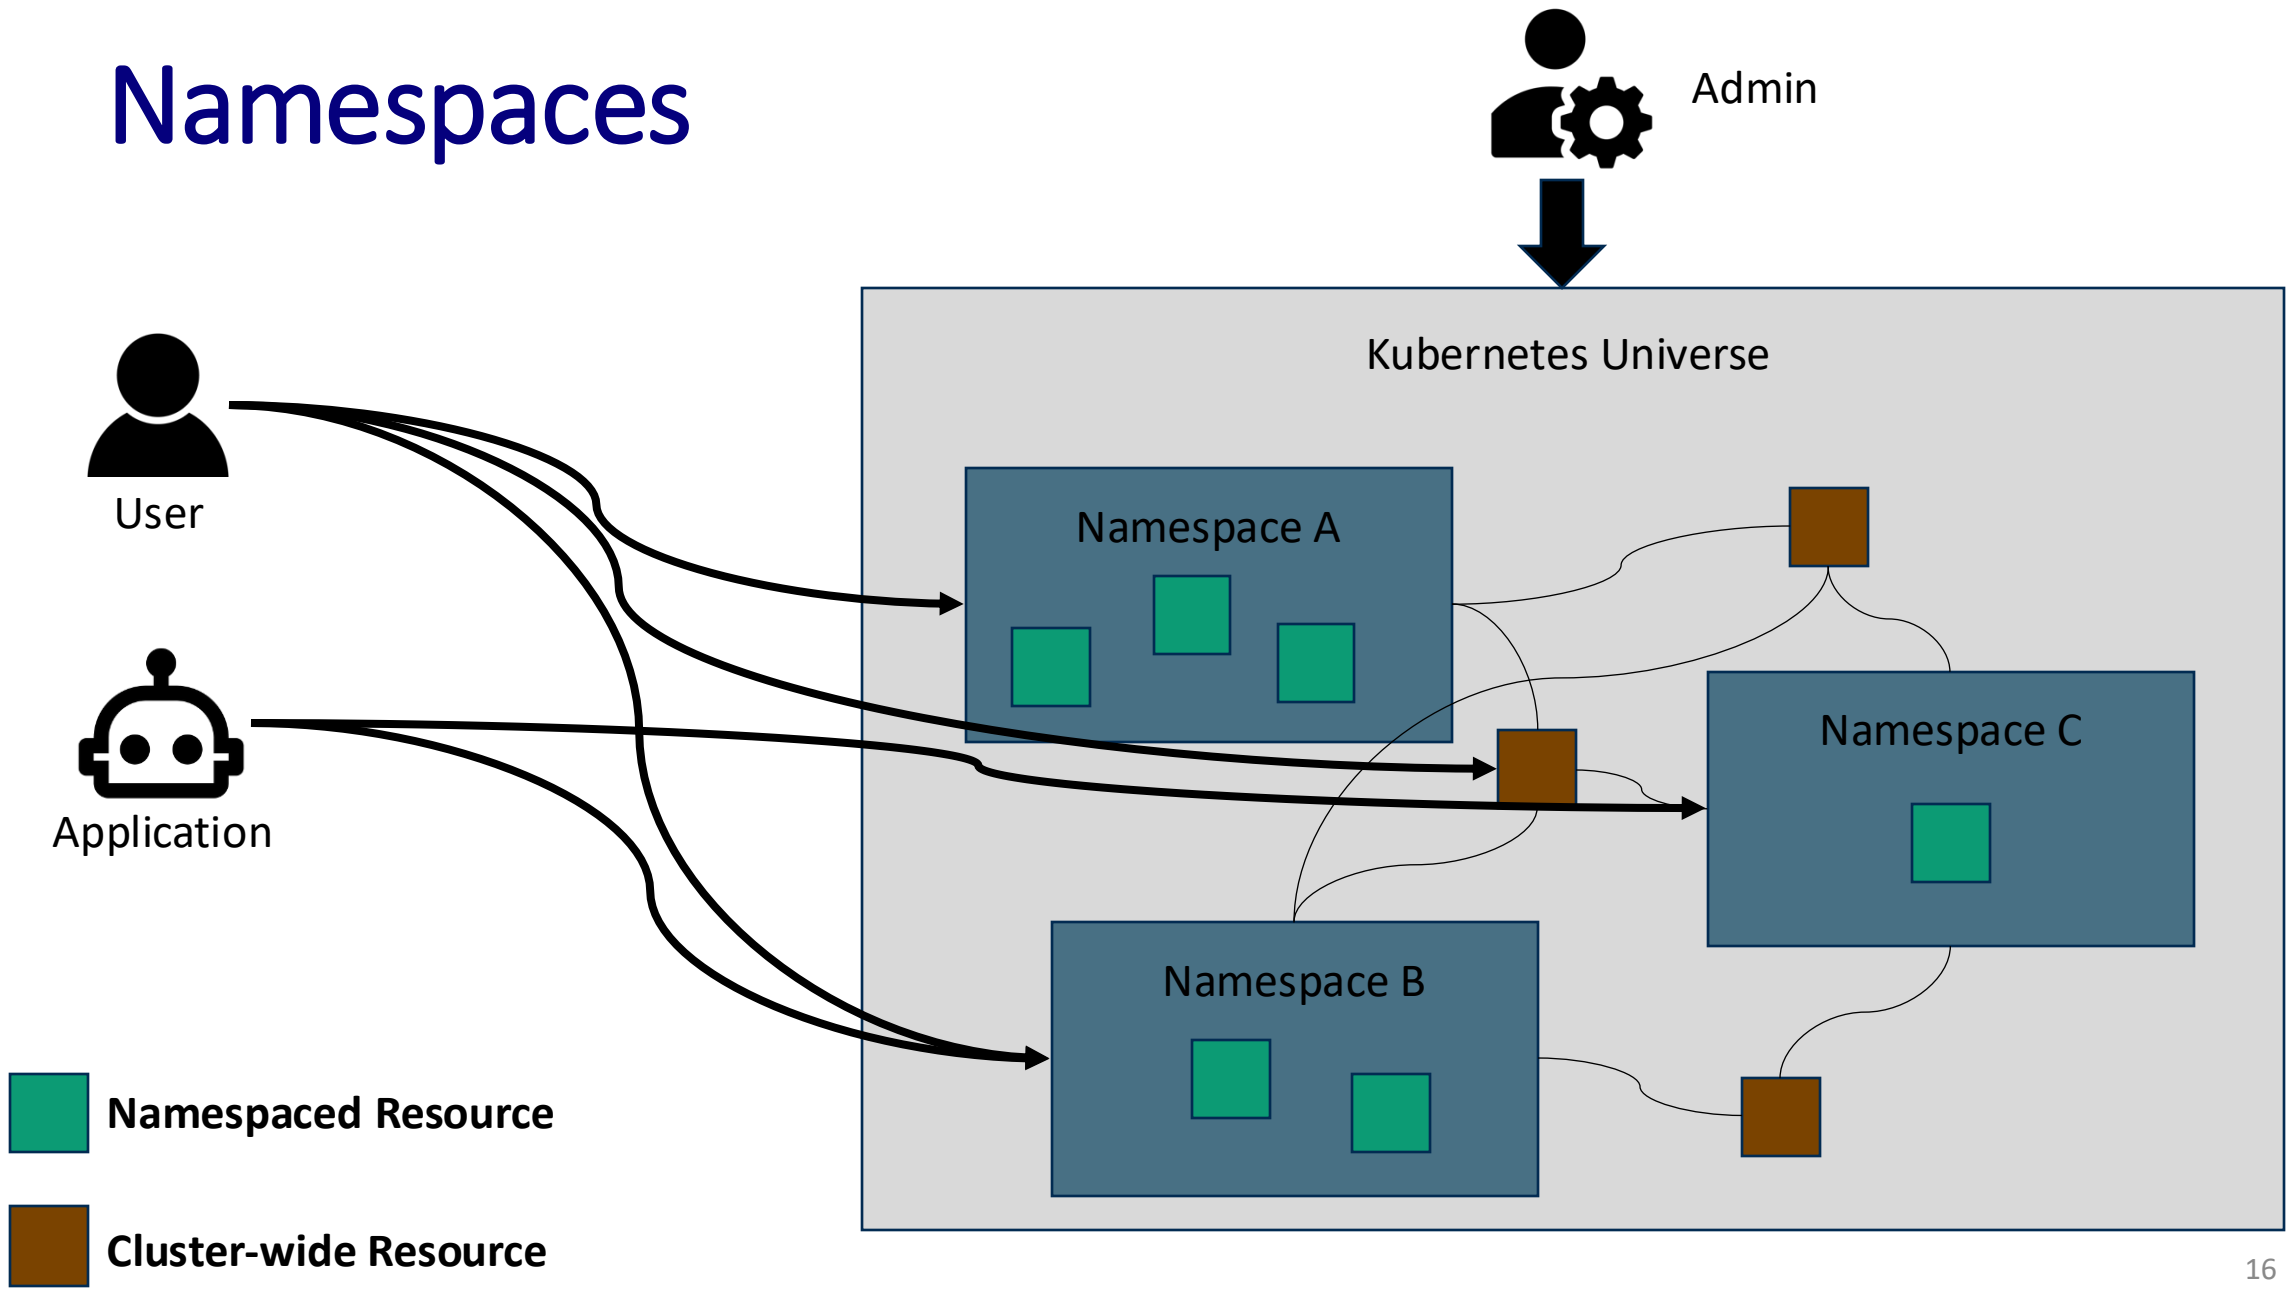 Namespaces
Admin
Kubernetes Universe
User
Namespace A
Namespace C
Application
Namespace B
Namespaced Resource
Cluster-wide Resource
16